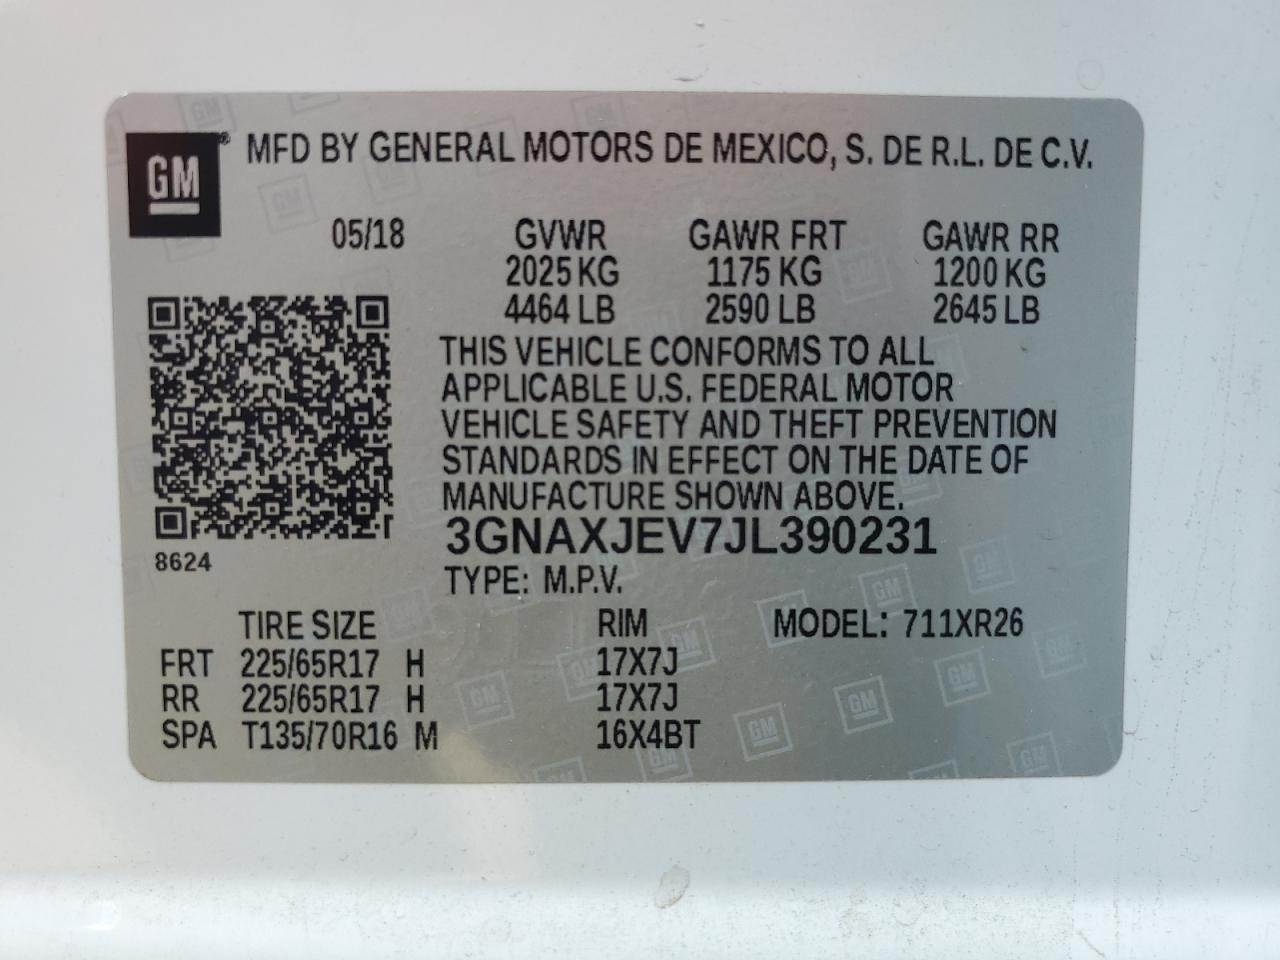 GM® MFD BY GENERAL MOTORS DE MEXICO, S. DE R.L. DE C.V.
05/18 GVWR GAWR FRT GAWR RR
2025 KG 1175 KG 1200 KG
4464 LB 2590 LB 2645 LB
THIS VEHICLE CONFORMS TO ALL
APPLICABLE U.S. FEDERAL MOTOR
VEHICLE SAFETY AND THEFT PREVENTION
STANDARDS IN EFFECT ON THE DATE OF
MANUFACTURE SHOWN ABOVE.
3GNAXJEV7JL390231
8624
TYPE: M.P.V.
TIRE SIZE RIM MODEL: 711XR26
FRT 225/65R17 H 17X7J
RR 225/65R17 H 17X7J
SPA T135/70R16 M 16X4BT